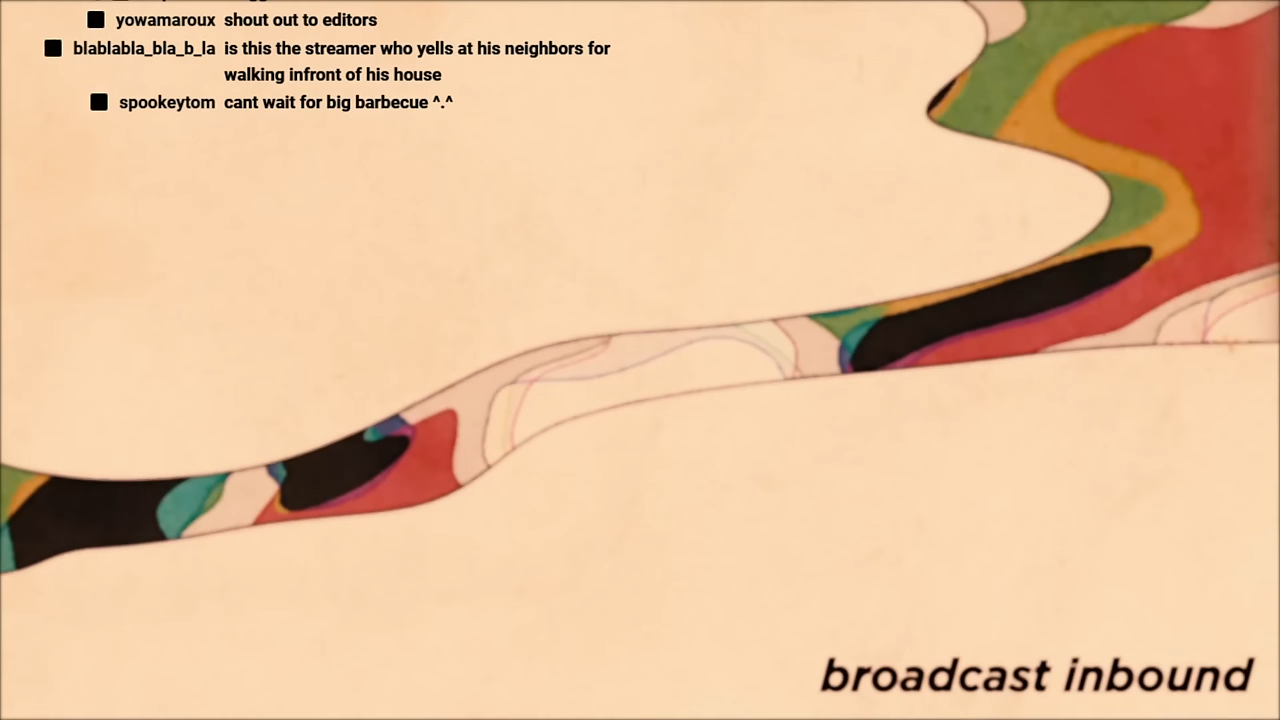 yowamaroux shout out to editors
blablabla_bla_b_la is this the streamer who yells at his neighbors for
walking infront of his house
spookeytom cant wait for big barbecue ^.^
broadcast inbound